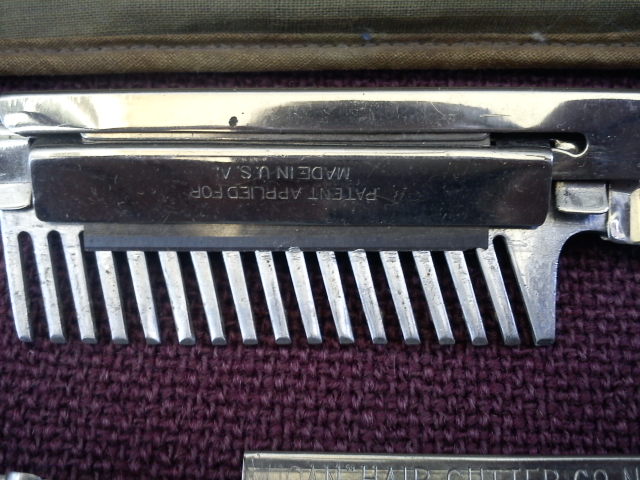 PATENT APPLIED FOR
MADE IN U.S.A.
HAIR CUTTER CO. N